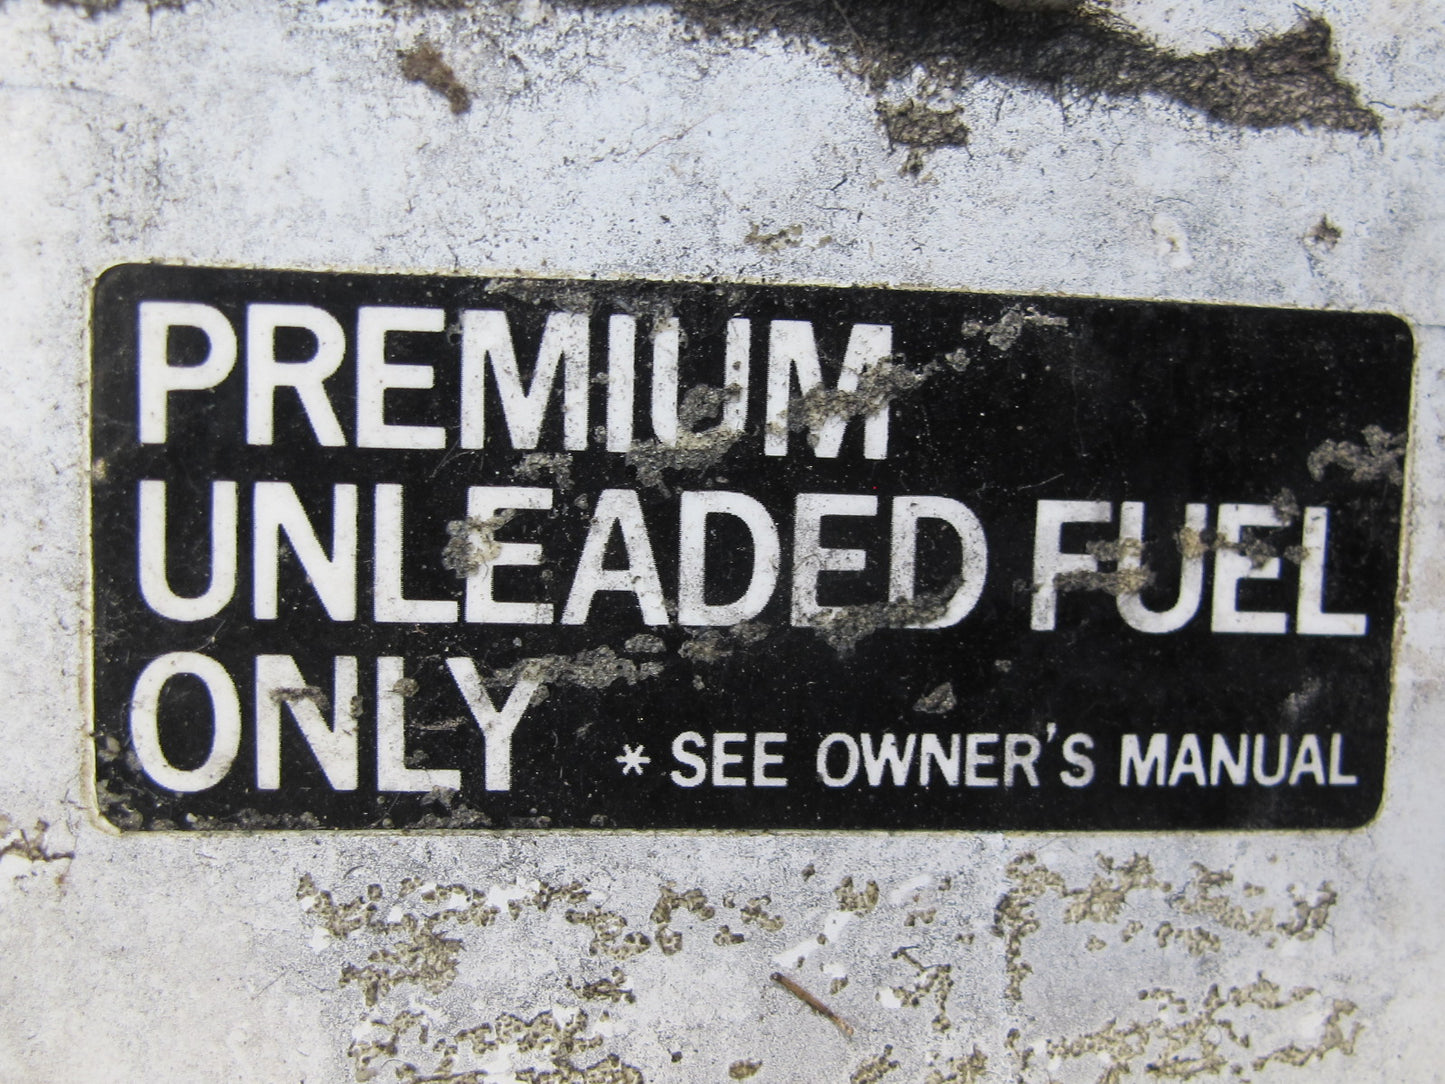 PREMIUM
UNLEADED FUEL
ONLY * SEE OWNER'S MANUAL